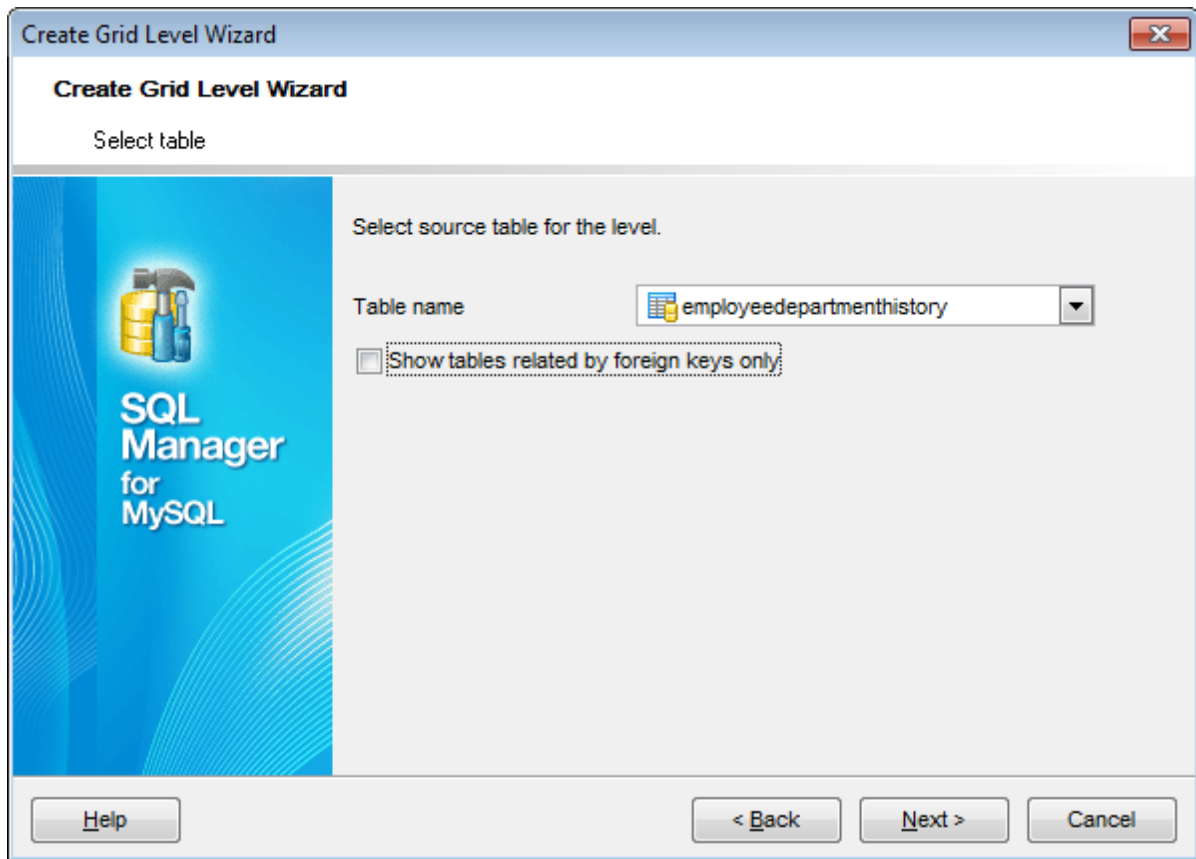 Create Grid Level Wizard
Create Grid Level Wizard
Select table
Select source table for the level.
Table name employeedepartmenthistory
Show tables related by foreign keys only
SQL
Manager
for
MySQL
Help < Back Next > Cancel